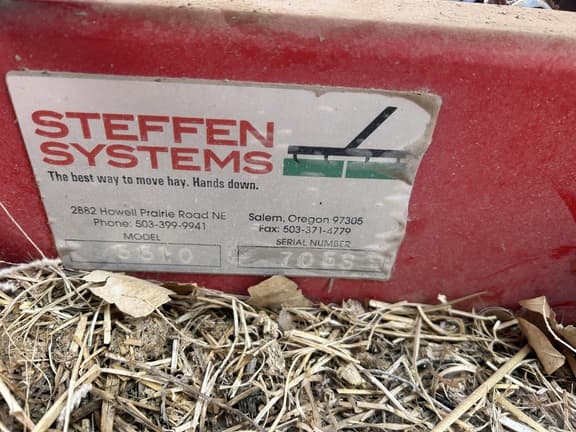 STEFFEN
SYSTEMS
The best way to move hay. Hands down.
2882 Howell Prairie Road NE Salem, Oregon 97305
Phone: 503-399-9941 Fax: 503-371-4779
MODEL SERIAL NUMBER